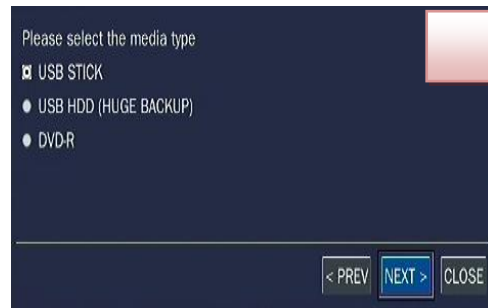 Please select the media type
USB STICK
USB HDD (HUGE BACKUP)
DVD-R
< PREV NEXT > CLOSE